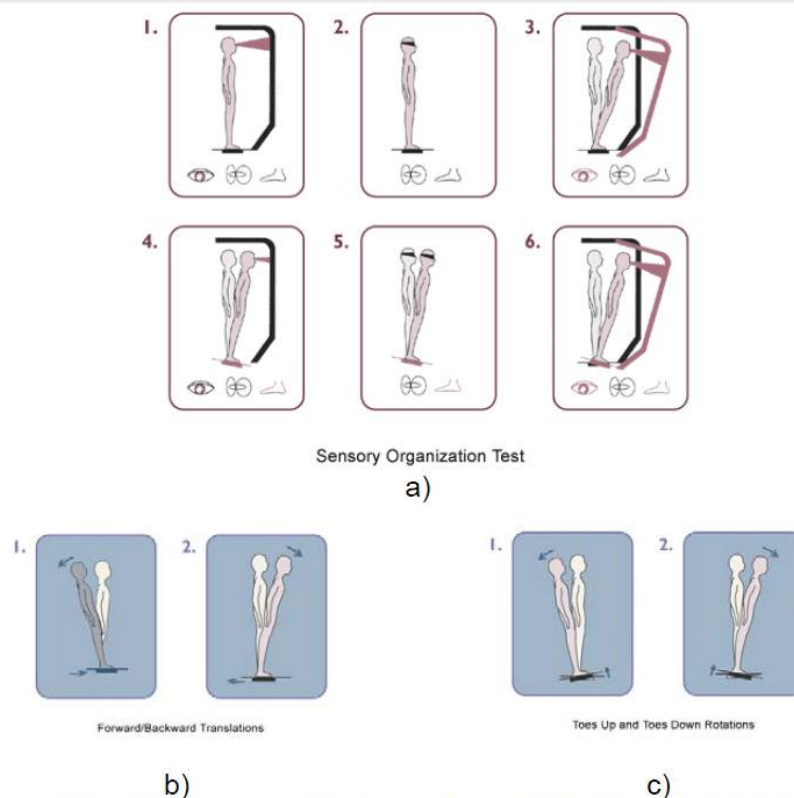 1. 2. 3.
4. 5. 6.
Sensory Organization Test
a)
1. 2. 1. 2.
Forward/Backward Translations Toes Up and Toes Down Rotations
b) c)